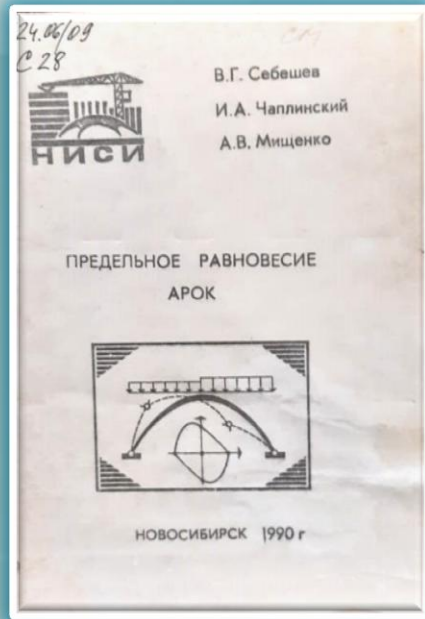 24.06/09
С 28
НИСИ
В.Г. Себешев
И.А. Чаплинский
А.В. Мищенко
ПРЕДЕЛЬНОЕ РАВНОВЕСИЕ
АРОК
НОВОСИБИРСК 1990 г